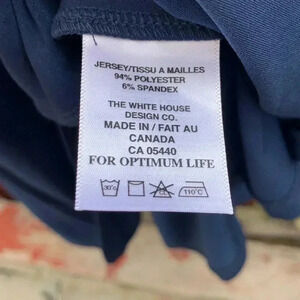 JERSEY/TISSU A MAILLES
94% POLYESTER
6% SPANDEX
THE WHITE HOUSE
DESIGN CO.
MADE IN / FAIT AU
CANADA
CA 05440
FOR OPTIMUM LIFE
30°c
110°C